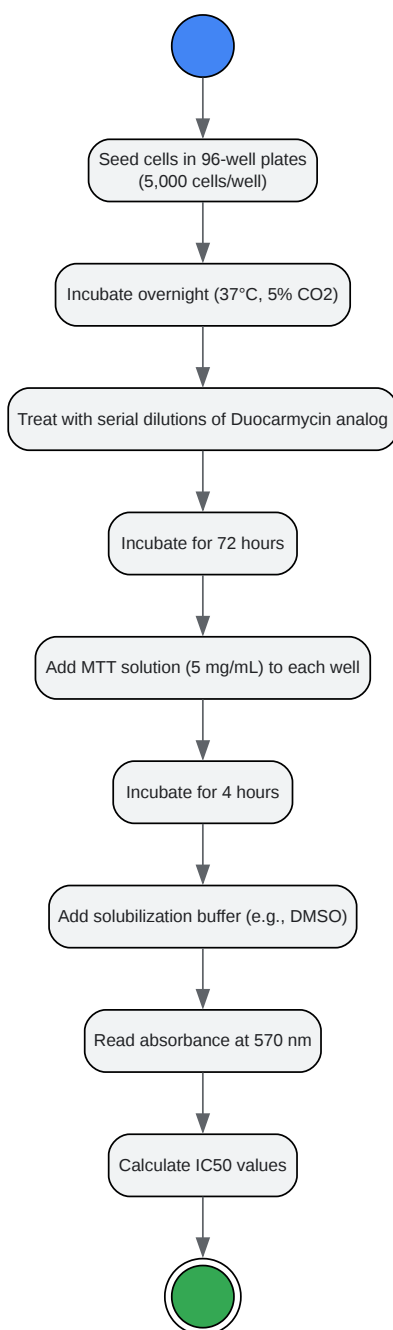 Seed cells in 96-well plates
(5,000 cells/well)
Incubate overnight (37°C, 5% CO2)
Treat with serial dilutions of Duocarmycin analog
Incubate for 72 hours
Add MTT solution (5 mg/mL) to each well
Incubate for 4 hours
Add solubilization buffer (e.g., DMSO)
Read absorbance at 570 nm
Calculate IC50 values